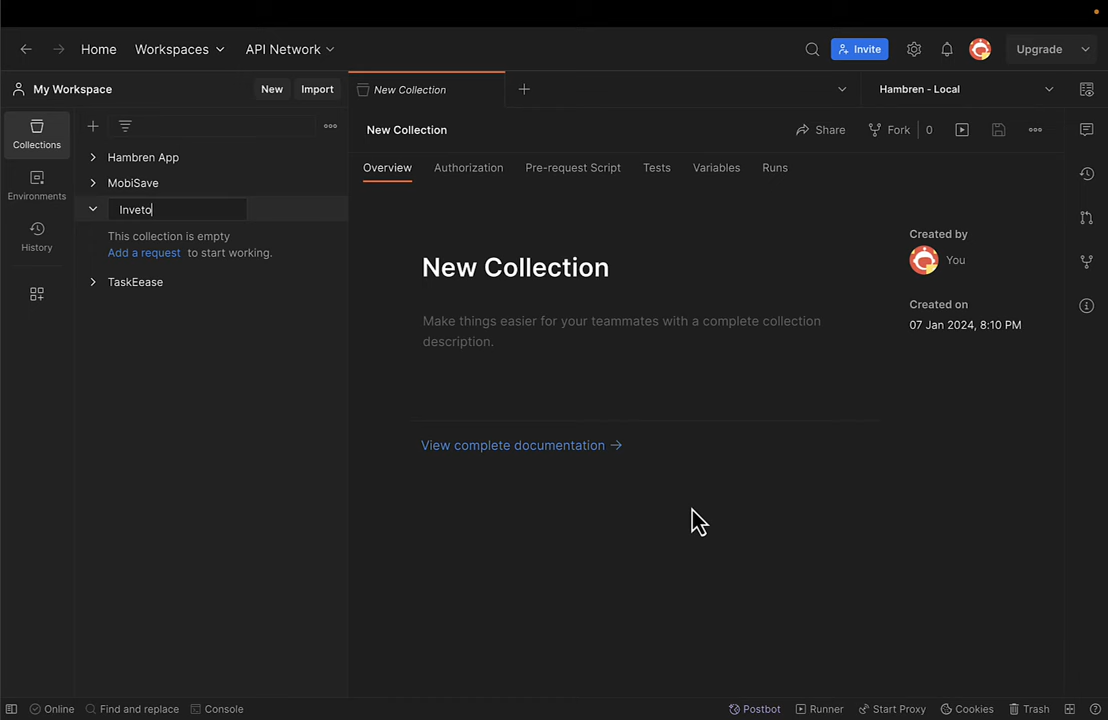 Home Workspaces API Network Invite Upgrade
My Workspace New Import New Collection Hambren - Local
Collections
Environments
History
Hambren App
MobiSave
Inveto
This collection is empty
Add a request to start working.
TaskEease
New Collection Share Fork 0
Overview Authorization Pre-request Script Tests Variables Runs
New Collection
Make things easier for your teammates with a complete collection
description.
View complete documentation →
Created by
You
Created on
07 Jan 2024, 8:10 PM
Online Find and replace Console Postbot Runner Start Proxy Cookies Trash